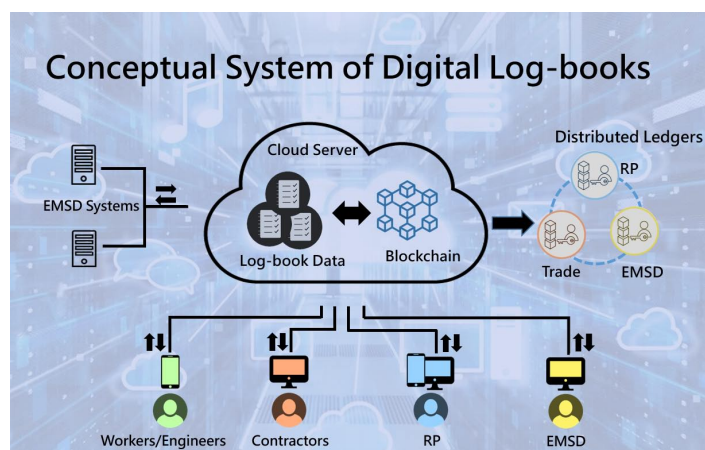 Conceptual System of Digital Log-books
Cloud Server
Distributed Ledgers
RP
EMSD Systems
Log-book Data
Blockchain
Trade
EMSD
Workers/Engineers
Contractors
RP
EMSD